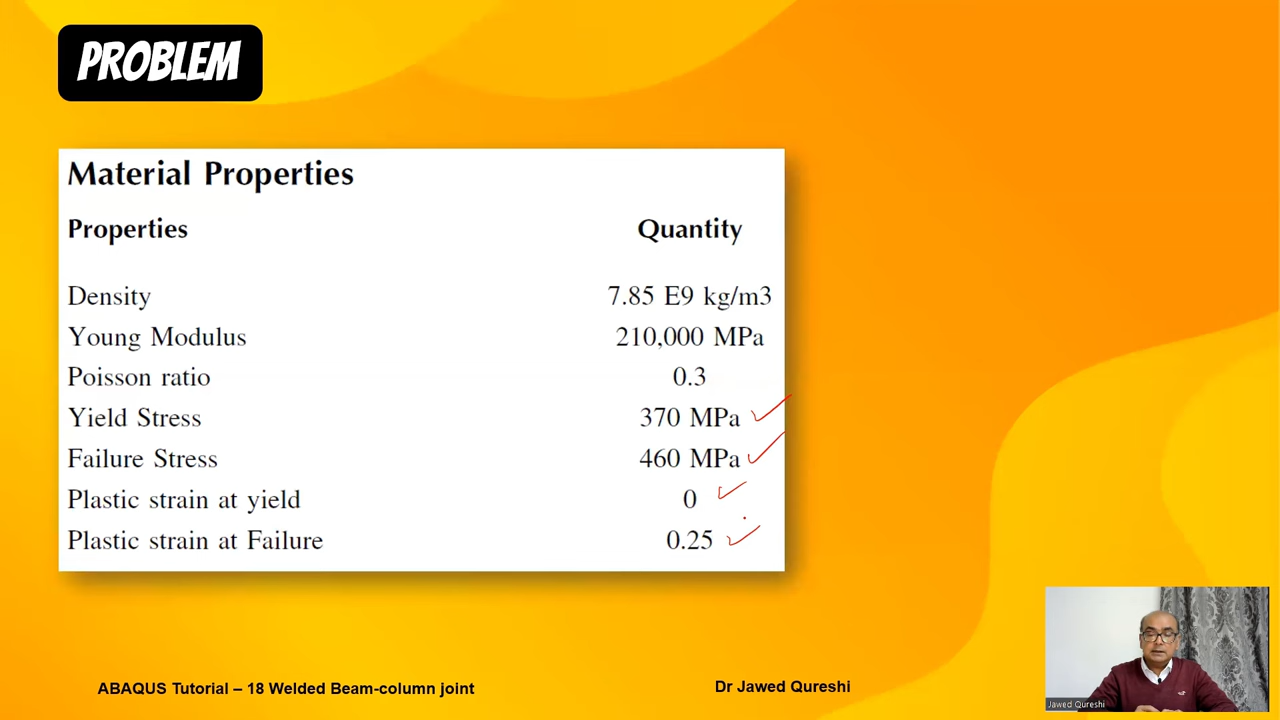 PROBLEM
Material Properties
Properties Quantity
Density 7.85 E9 kg/m3
Young Modulus 210,000 MPa
Poisson ratio 0.3
Yield Stress 370 MPa
Failure Stress 460 MPa
Plastic strain at yield 0
Plastic strain at Failure 0.25
ABAQUS Tutorial – 18 Welded Beam-column joint Dr Jawed Qureshi
Jawed Qureshi